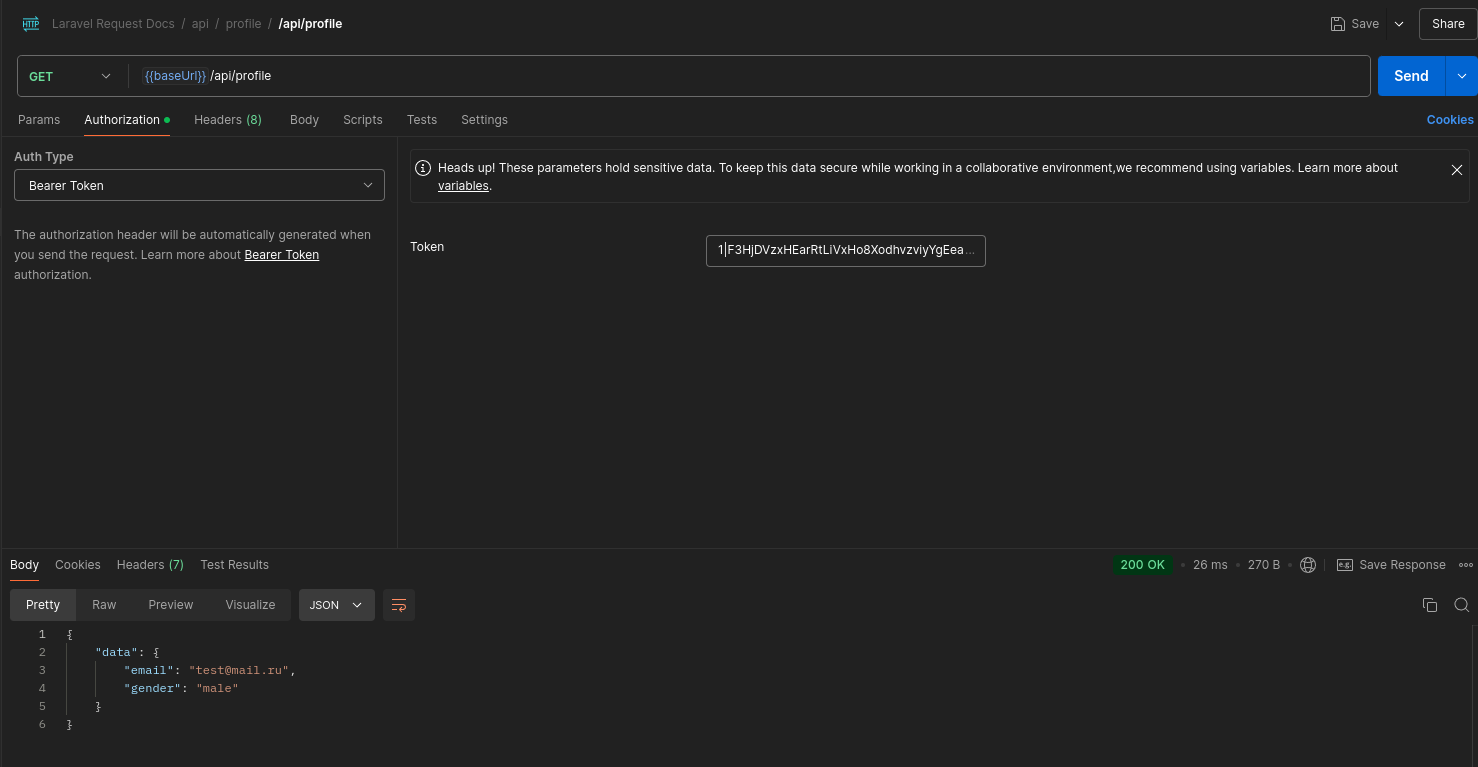 HTTP Laravel Request Docs / api / profile / /api/profile Save Share
GET {{baseUrl}} /api/profile Send
Params Authorization Headers (8) Body Scripts Tests Settings Cookies
Auth Type
Bearer Token
The authorization header will be automatically generated when
you send the request. Learn more about Bearer Token
authorization.
Heads up! These parameters hold sensitive data. To keep this data secure while working in a collaborative environment,we recommend using variables. Learn more about
variables.
Token 1|F3HjDVzxHEarRtLiVxHo8XodhvzviyYgEea...
Body Cookies Headers (7) Test Results 200 OK • 26 ms • 270 B • e.g. Save Response
Pretty Raw Preview Visualize JSON
1 {
2 "data": {
3 "email": "test@mail.ru",
4 "gender": "male"
5 }
6 }